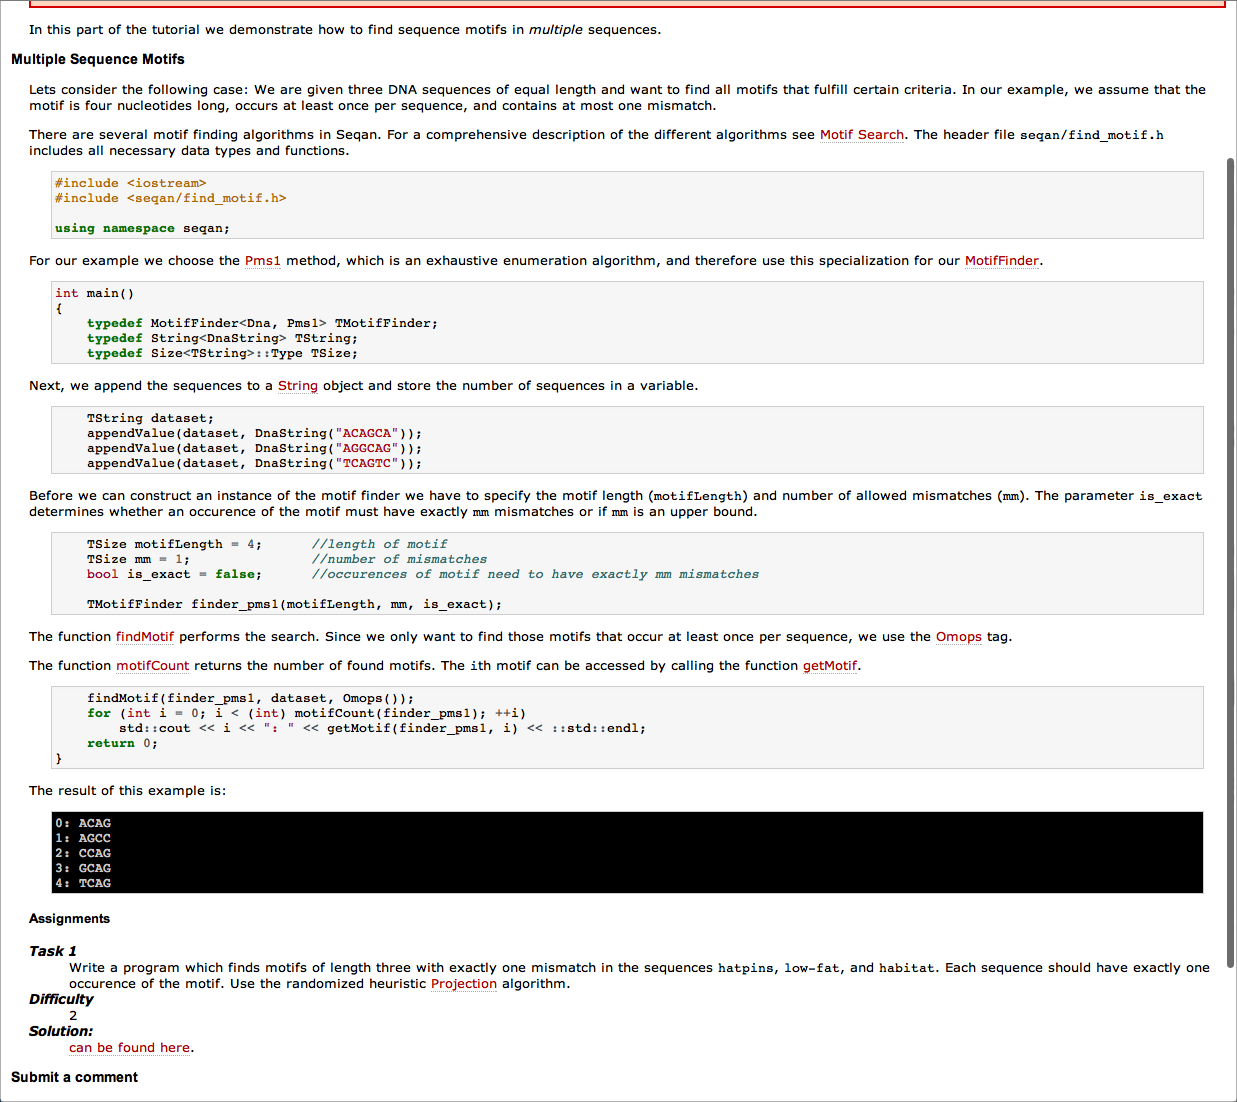 In this part of the tutorial we demonstrate how to find sequence motifs in multiple sequences.
Multiple Sequence Motifs
Lets consider the following case: We are given three DNA sequences of equal length and want to find all motifs that fulfill certain criteria. In our example, we assume that the
motif is four nucleotides long, occurs at least once per sequence, and contains at most one mismatch.
There are several motif finding algorithms in Seqan. For a comprehensive description of the different algorithms see Motif Search. The header file seqan/find_motif.h
includes all necessary data types and functions.
#include <iostream>
#include <seqan/find_motif.h>
using namespace seqan;
For our example we choose the Pms1 method, which is an exhaustive enumeration algorithm, and therefore use this specialization for our MotifFinder.
int main()
{
    typedef MotifFinder<Dna, Pms1> TMotifFinder;
    typedef String<DnaString> TString;
    typedef Size<TString>::Type TSize;
Next, we append the sequences to a String object and store the number of sequences in a variable.
    TString dataset;
    appendValue(dataset, DnaString("ACAGCA"));
    appendValue(dataset, DnaString("AGGCAG"));
    appendValue(dataset, DnaString("TCAGTC"));
Before we can construct an instance of the motif finder we have to specify the motif length (motifLength) and number of allowed mismatches (mm). The parameter is_exact
determines whether an occurence of the motif must have exactly mm mismatches or if mm is an upper bound.
    TSize motifLength = 4;      //length of motif
    TSize mm = 1;               //number of mismatches
    bool is_exact = false;      //occurences of motif need to have exactly mm mismatches
    TMotifFinder finder_pms1(motifLength, mm, is_exact);
The function findMotif performs the search. Since we only want to find those motifs that occur at least once per sequence, we use the Omops tag.
The function motifCount returns the number of found motifs. The ith motif can be accessed by calling the function getMotif.
    findMotif(finder_pms1, dataset, Omops());
    for (int i = 0; i < (int) motifCount(finder_pms1); ++i)
        std::cout << i << ": " << getMotif(finder_pms1, i) << ::std::endl;
    return 0;
}
The result of this example is:
0: ACAG
1: AGCC
2: CCAG
3: GCAG
4: TCAG
Assignments
Task 1
Write a program which finds motifs of length three with exactly one mismatch in the sequences hatpins, low-fat, and habitat. Each sequence should have exactly one
occurence of the motif. Use the randomized heuristic Projection algorithm.
Difficulty
2
Solution:
can be found here.
Submit a comment